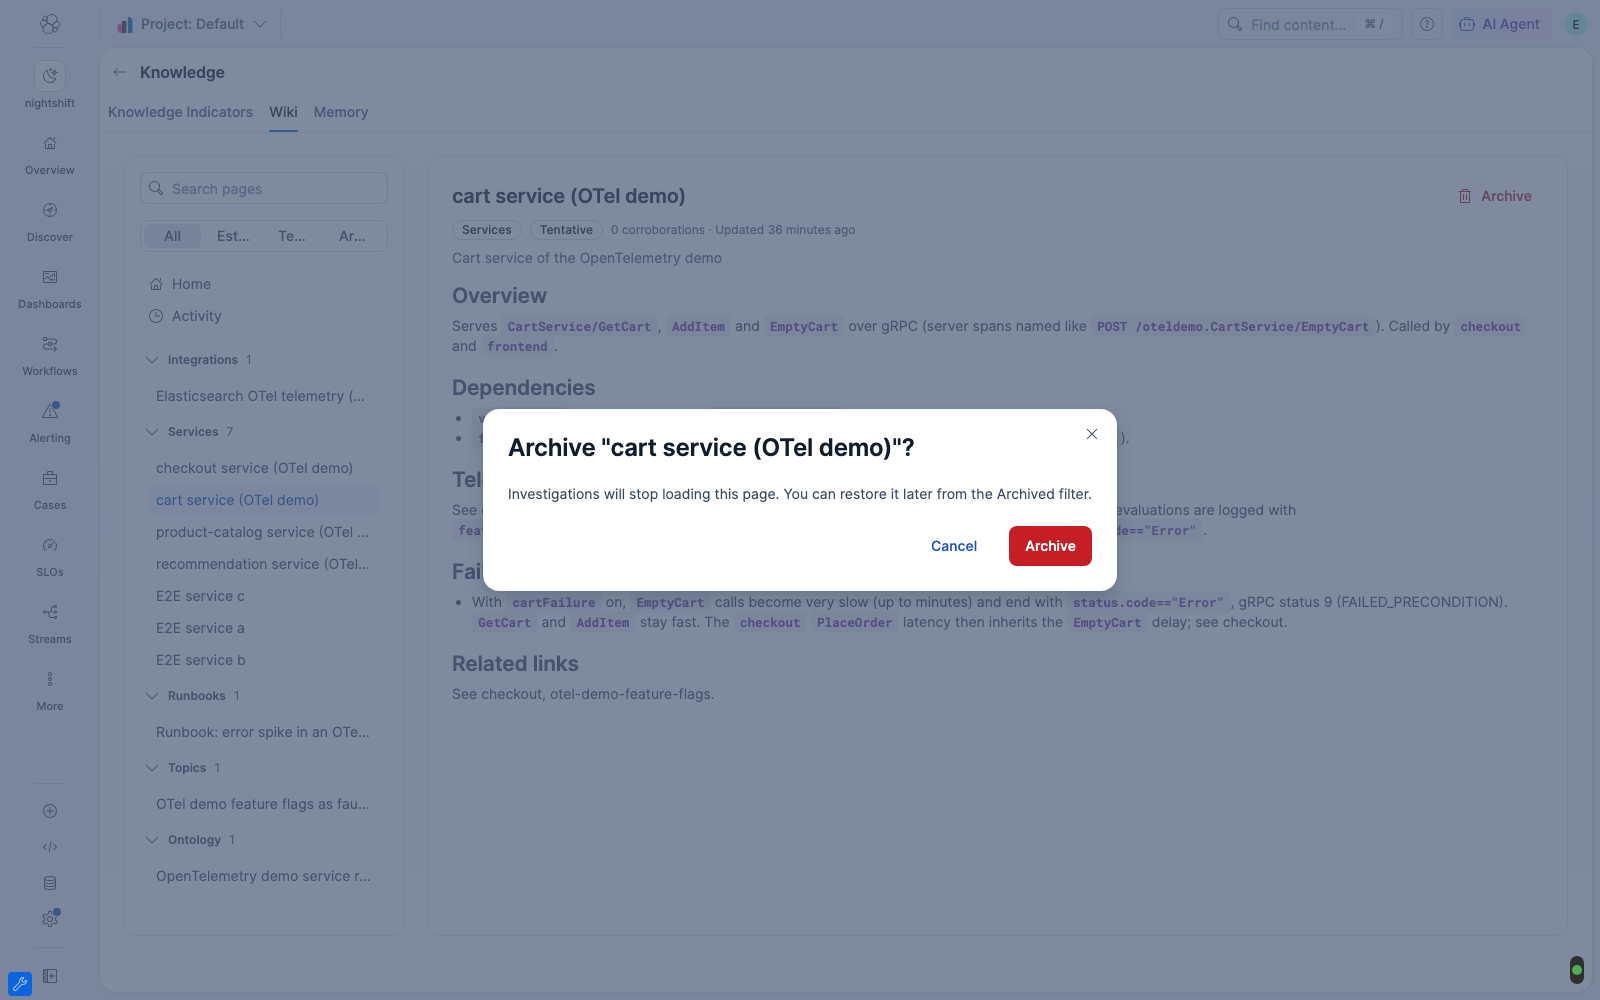 Project: Default
Find content...
⌘ /
AI Agent
E
nightshift
Overview
Discover
Dashboards
Workflows
Alerting
Cases
SLOs
Streams
More
Knowledge
Knowledge Indicators
Wiki
Memory
Search pages
All
Est...
Te...
Ar...
Home
Activity
Integrations 1
Elasticsearch OTel telemetry (...
Services 7
checkout service (OTel demo)
cart service (OTel demo)
product-catalog service (OTel ...
recommendation service (OTel...
E2E service c
E2E service a
E2E service b
Runbooks 1
Runbook: error spike in an OTe...
Topics 1
OTel demo feature flags as fau...
Ontology 1
OpenTelemetry demo service r...
cart service (OTel demo)
Archive
Services
Tentative
0 corroborations · Updated 36 minutes ago
Cart service of the OpenTelemetry demo
Overview
Serves CartService/GetCart , AddItem and EmptyCart over gRPC (server spans named like POST /oteldemo.CartService/EmptyCart ). Called by checkout
and frontend .
Dependencies
).
Archive "cart service (OTel demo)"?
Investigations will stop loading this page. You can restore it later from the Archived filter.
Cancel
Archive
See
evaluations are logged with
=="Error" .
With cartFailure on, EmptyCart calls become very slow (up to minutes) and end with status.code=="Error" , gRPC status 9 (FAILED_PRECONDITION).
GetCart and AddItem stay fast. The checkout PlaceOrder latency then inherits the EmptyCart delay; see checkout.
Related links
See checkout, otel-demo-feature-flags.